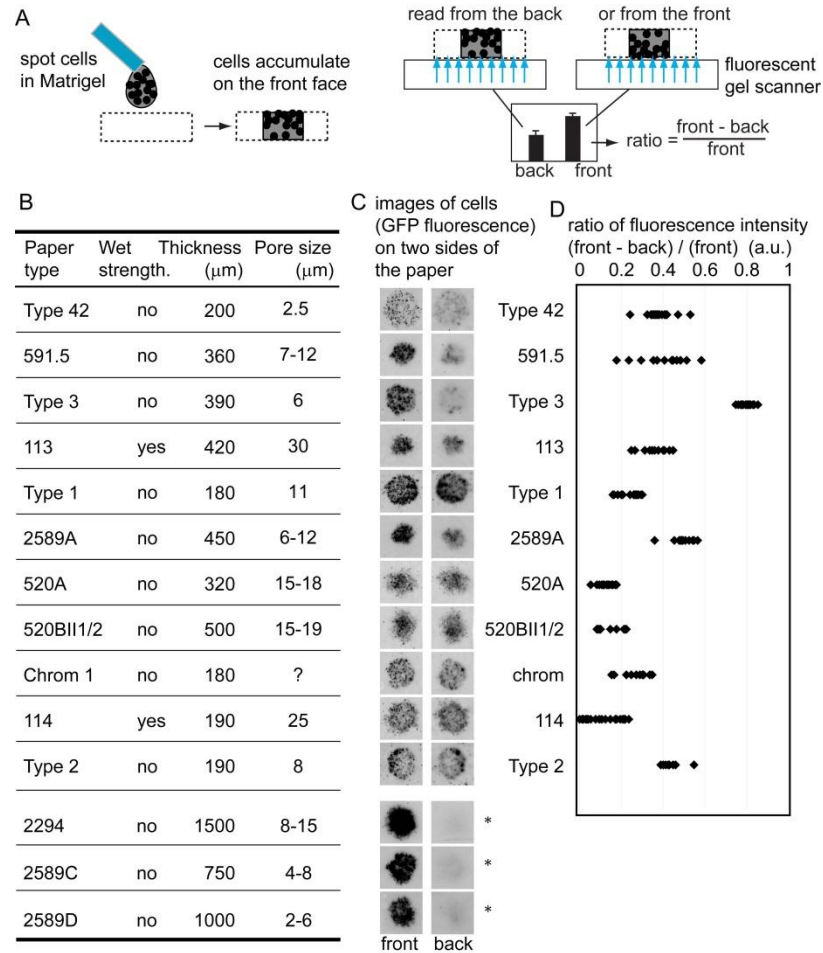 A
spot cells
in Matrigel
cells accumulate
on the front face
read from the back
or from the front
fluorescent
gel scanner
back front
ratio = front - back
front
B
Paper type Wet strength. Thickness (μm) Pore size (μm)
Type 42 no 200 2.5
591.5 no 360 7-12
Type 3 no 390 6
113 yes 420 30
Type 1 no 180 11
2589A no 450 6-12
520A no 320 15-18
520BII1/2 no 500 15-19
Chrom 1 no 180 ?
114 yes 190 25
Type 2 no 190 8
2294 no 1500 8-15
2589C no 750 4-8
2589D no 1000 2-6
C images of cells
(GFP fluorescence)
on two sides of
the paper
*
*
*
front back
D
ratio of fluorescence intensity
(front - back) / (front) (a.u.)
0 0.2 0.4 0.6 0.8 1
Type 42
591.5
Type 3
113
Type 1
2589A
520A
520BII1/2
chrom
114
Type 2